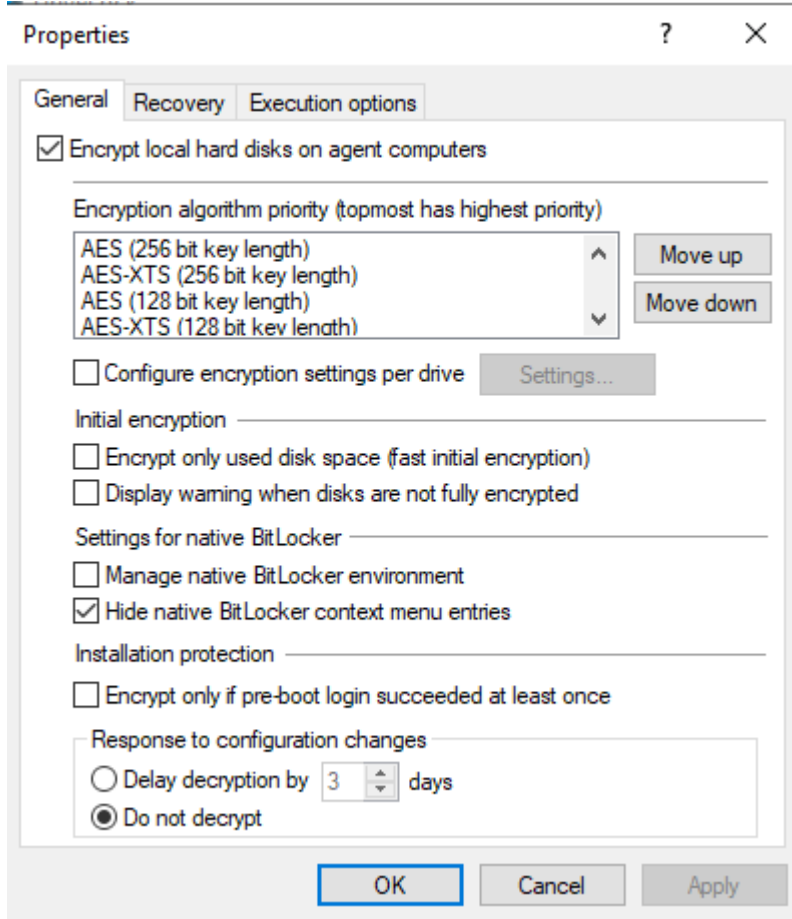 Properties
?
General
Recovery
Execution options
Encrypt local hard disks on agent computers
Encryption algorithm priority (topmost has highest priority)
AES (256 bit key length)
AES-XTS (256 bit key length)
AES (128 bit key length)
AES-XTS (128 bit key length)
Move up
Move down
Configure encryption settings per drive
Settings...
Initial encryption
Encrypt only used disk space (fast initial encryption)
Display warning when disks are not fully encrypted
Settings for native BitLocker
Manage native BitLocker environment
Hide native BitLocker context menu entries
Installation protection
Encrypt only if pre-boot login succeeded at least once
Response to configuration changes
Delay decryption by 3 days
Do not decrypt
OK
Cancel
Apply